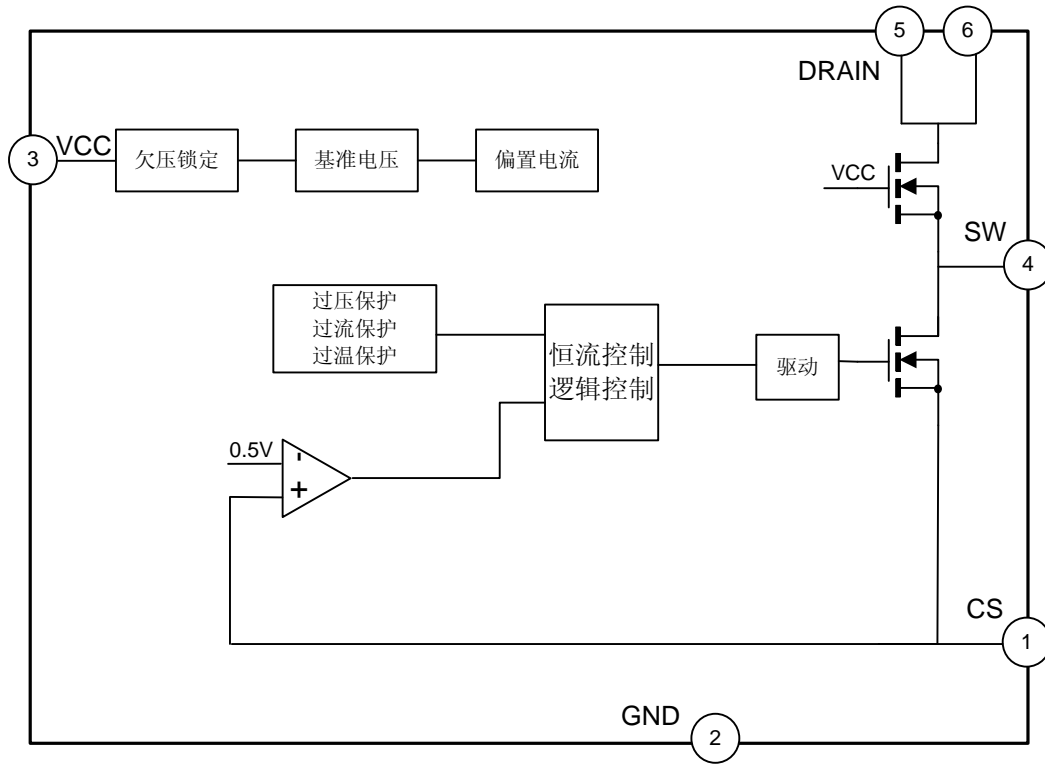 5
6
DRAIN
3
VCC
欠压锁定
基准电压
偏置电流
VCC
SW
4
过压保护
过流保护
过温保护
恒流控制
逻辑控制
驱动
0.5V
-
+
CS
1
GND
2